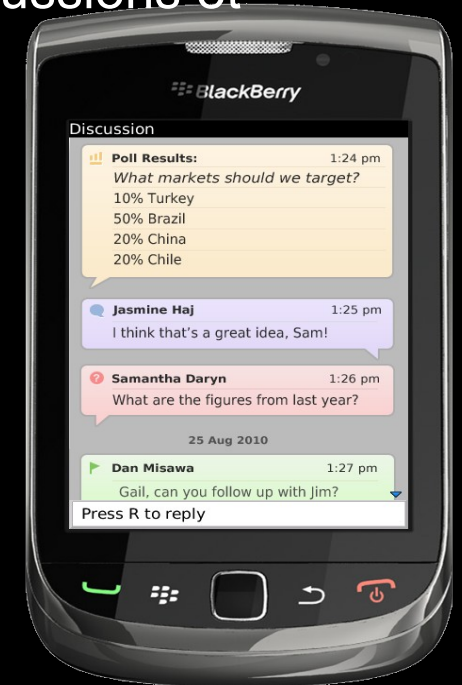 BlackBerry
Discussion
Poll Results: 1:24 pm
What markets should we target?
10% Turkey
50% Brazil
20% China
20% Chile
Jasmine Haj 1:25 pm
I think that's a great idea, Sam!
Samantha Daryn 1:26 pm
What are the figures from last year?
25 Aug 2010
Dan Misawa 1:27 pm
Gail, can you follow up with Jim?
Press R to reply